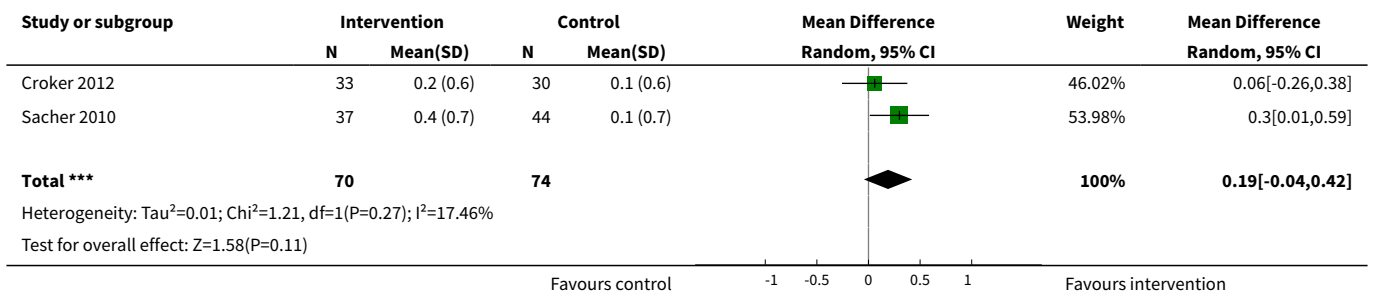 Study or subgroup Intervention Control Mean Difference Weight Mean Difference
N Mean(SD) N Mean(SD) Random, 95% CI Random, 95% CI
Croker 2012 33 0.2 (0.6) 30 0.1 (0.6) 46.02% 0.06[-0.26,0.38]
Sacher 2010 37 0.4 (0.7) 44 0.1 (0.7) 53.98% 0.3[0.01,0.59]
Total *** 70 74 100% 0.19[-0.04,0.42]
Heterogeneity: Tau²=0.01; Chi²=1.21, df=1(P=0.27); I²=17.46%
Test for overall effect: Z=1.58(P=0.11)
Favours control -1 -0.5 0 0.5 1 Favours intervention